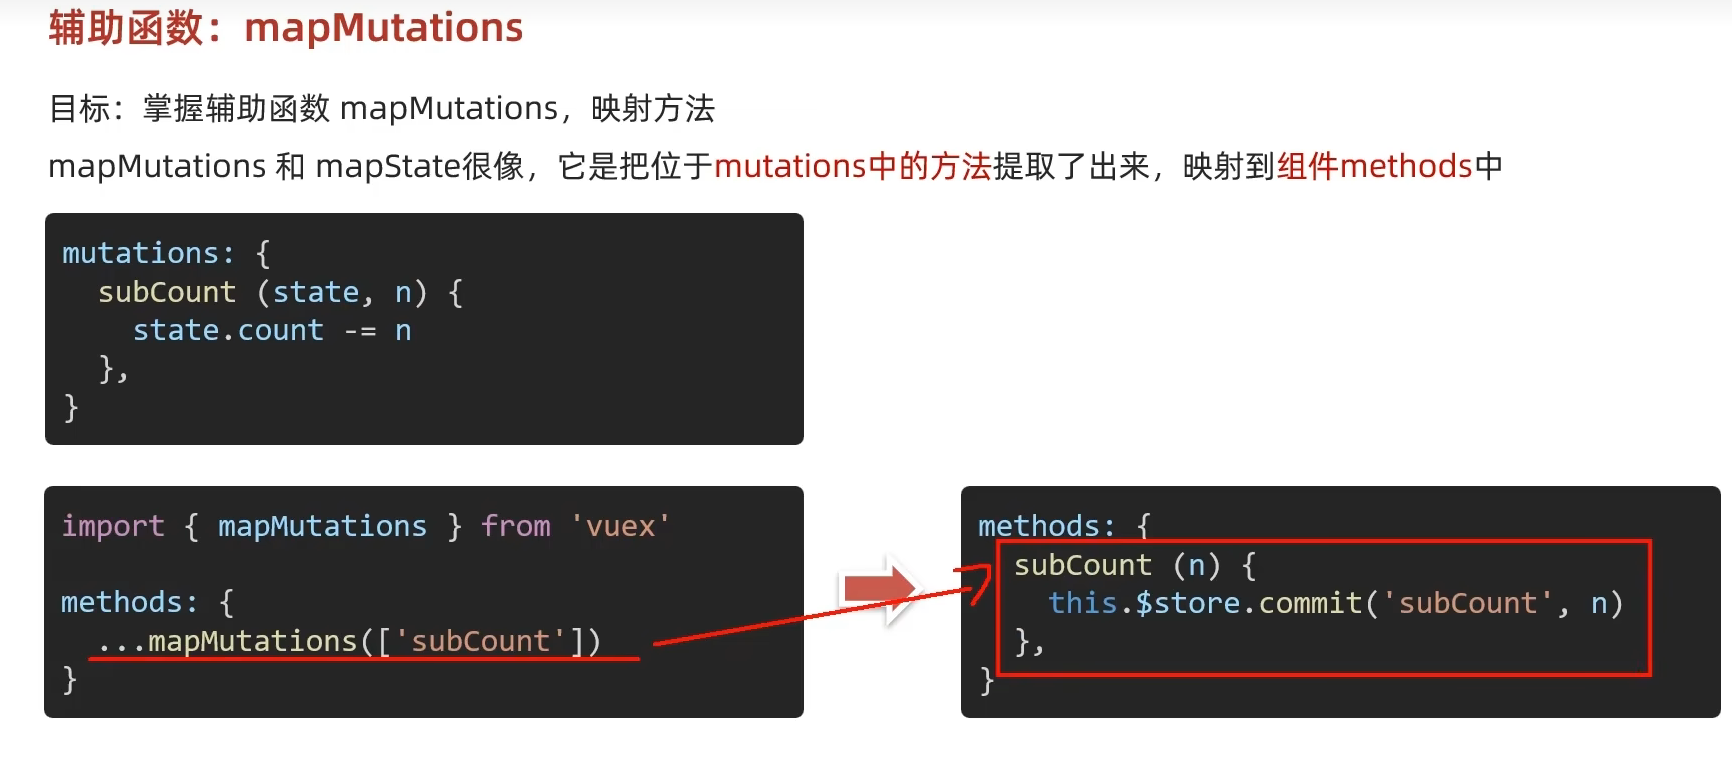 辅助函数：mapMutations
目标：掌握辅助函数 mapMutations，映射方法
mapMutations 和 mapState很像，它是把位于mutations中的方法提取了出来，映射到组件methods中
mutations: {
  subCount (state, n) {
    state.count -= n
  },
}
import { mapMutations } from 'vuex'
methods: {
  ...mapMutations(['subCount'])
}
methods: {
  subCount (n) {
    this.$store.commit('subCount', n)
  },
}